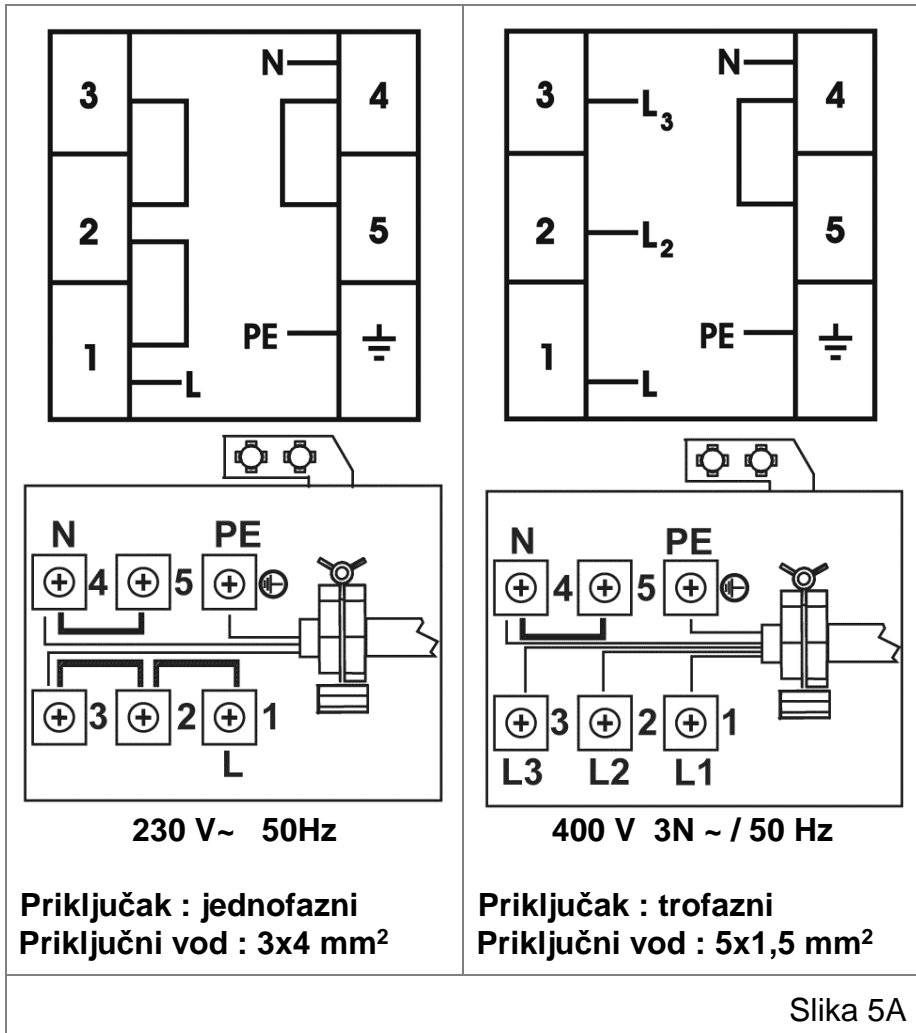 3
2
1
N
4
5
PE
L
N
4
5
PE
3
2
1
L
230 V~ 50Hz
Priključak : jednofazni
Priključni vod : 3x4 mm²
3
2
1
L₃
L₂
L
N
4
5
PE
N
4
5
PE
3
2
1
L3
L2
L1
400 V 3N ~ / 50 Hz
Priključak : trofazni
Priključni vod : 5x1,5 mm²
Slika 5A